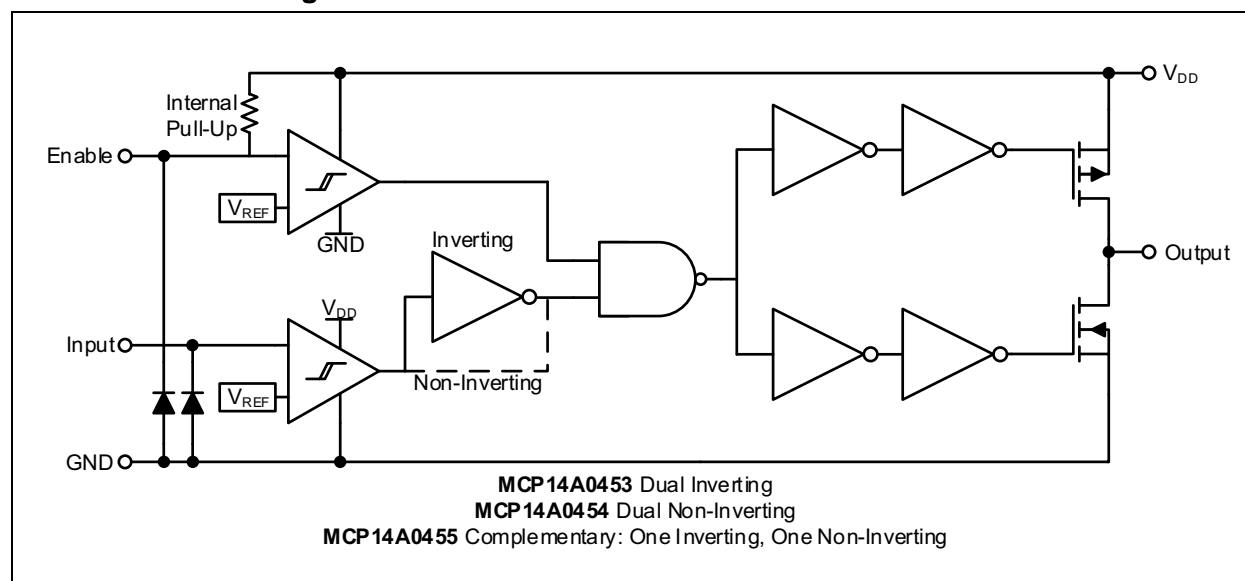 g
Internal
Pull-Up
V_DD
Enable
V_REF
GND
Inverting
Output
V_DD
Input
Non-Inverting
V_REF
GND
MCP14A0453 Dual Inverting
MCP14A0454 Dual Non-Inverting
MCP14A0455 Complementary: One Inverting, One Non-Inverting